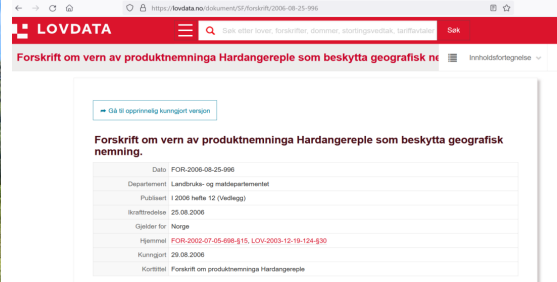 https://lovdata.no/dokument/SF/forskrift/2006-08-25-996
LOVDATA
Søk etter lover, forskrifter, dommer, stortingsvedtak, tariffavtaler
Søk
Forskrift om vern av produktnemninga Hardangereple som beskytta geografisk ne
Innholdsfortegnelse
➡ Gå til opprinnelig kunngjort versjon
Forskrift om vern av produktnemninga Hardangereple som beskytta geografisk
nemning.
Dato FOR-2006-08-25-996
Departement Landbruks- og matdepartementet
Publisert I 2006 hefte 12 (Vedlegg)
Ikrafttredelse 25.08.2006
Gjelder for Norge
Hjemmel FOR-2002-07-05-698-§15, LOV-2003-12-19-124-§30
Kunngjort 29.08.2006
Korttittel Forskrift om produktnemninga Hardangereple